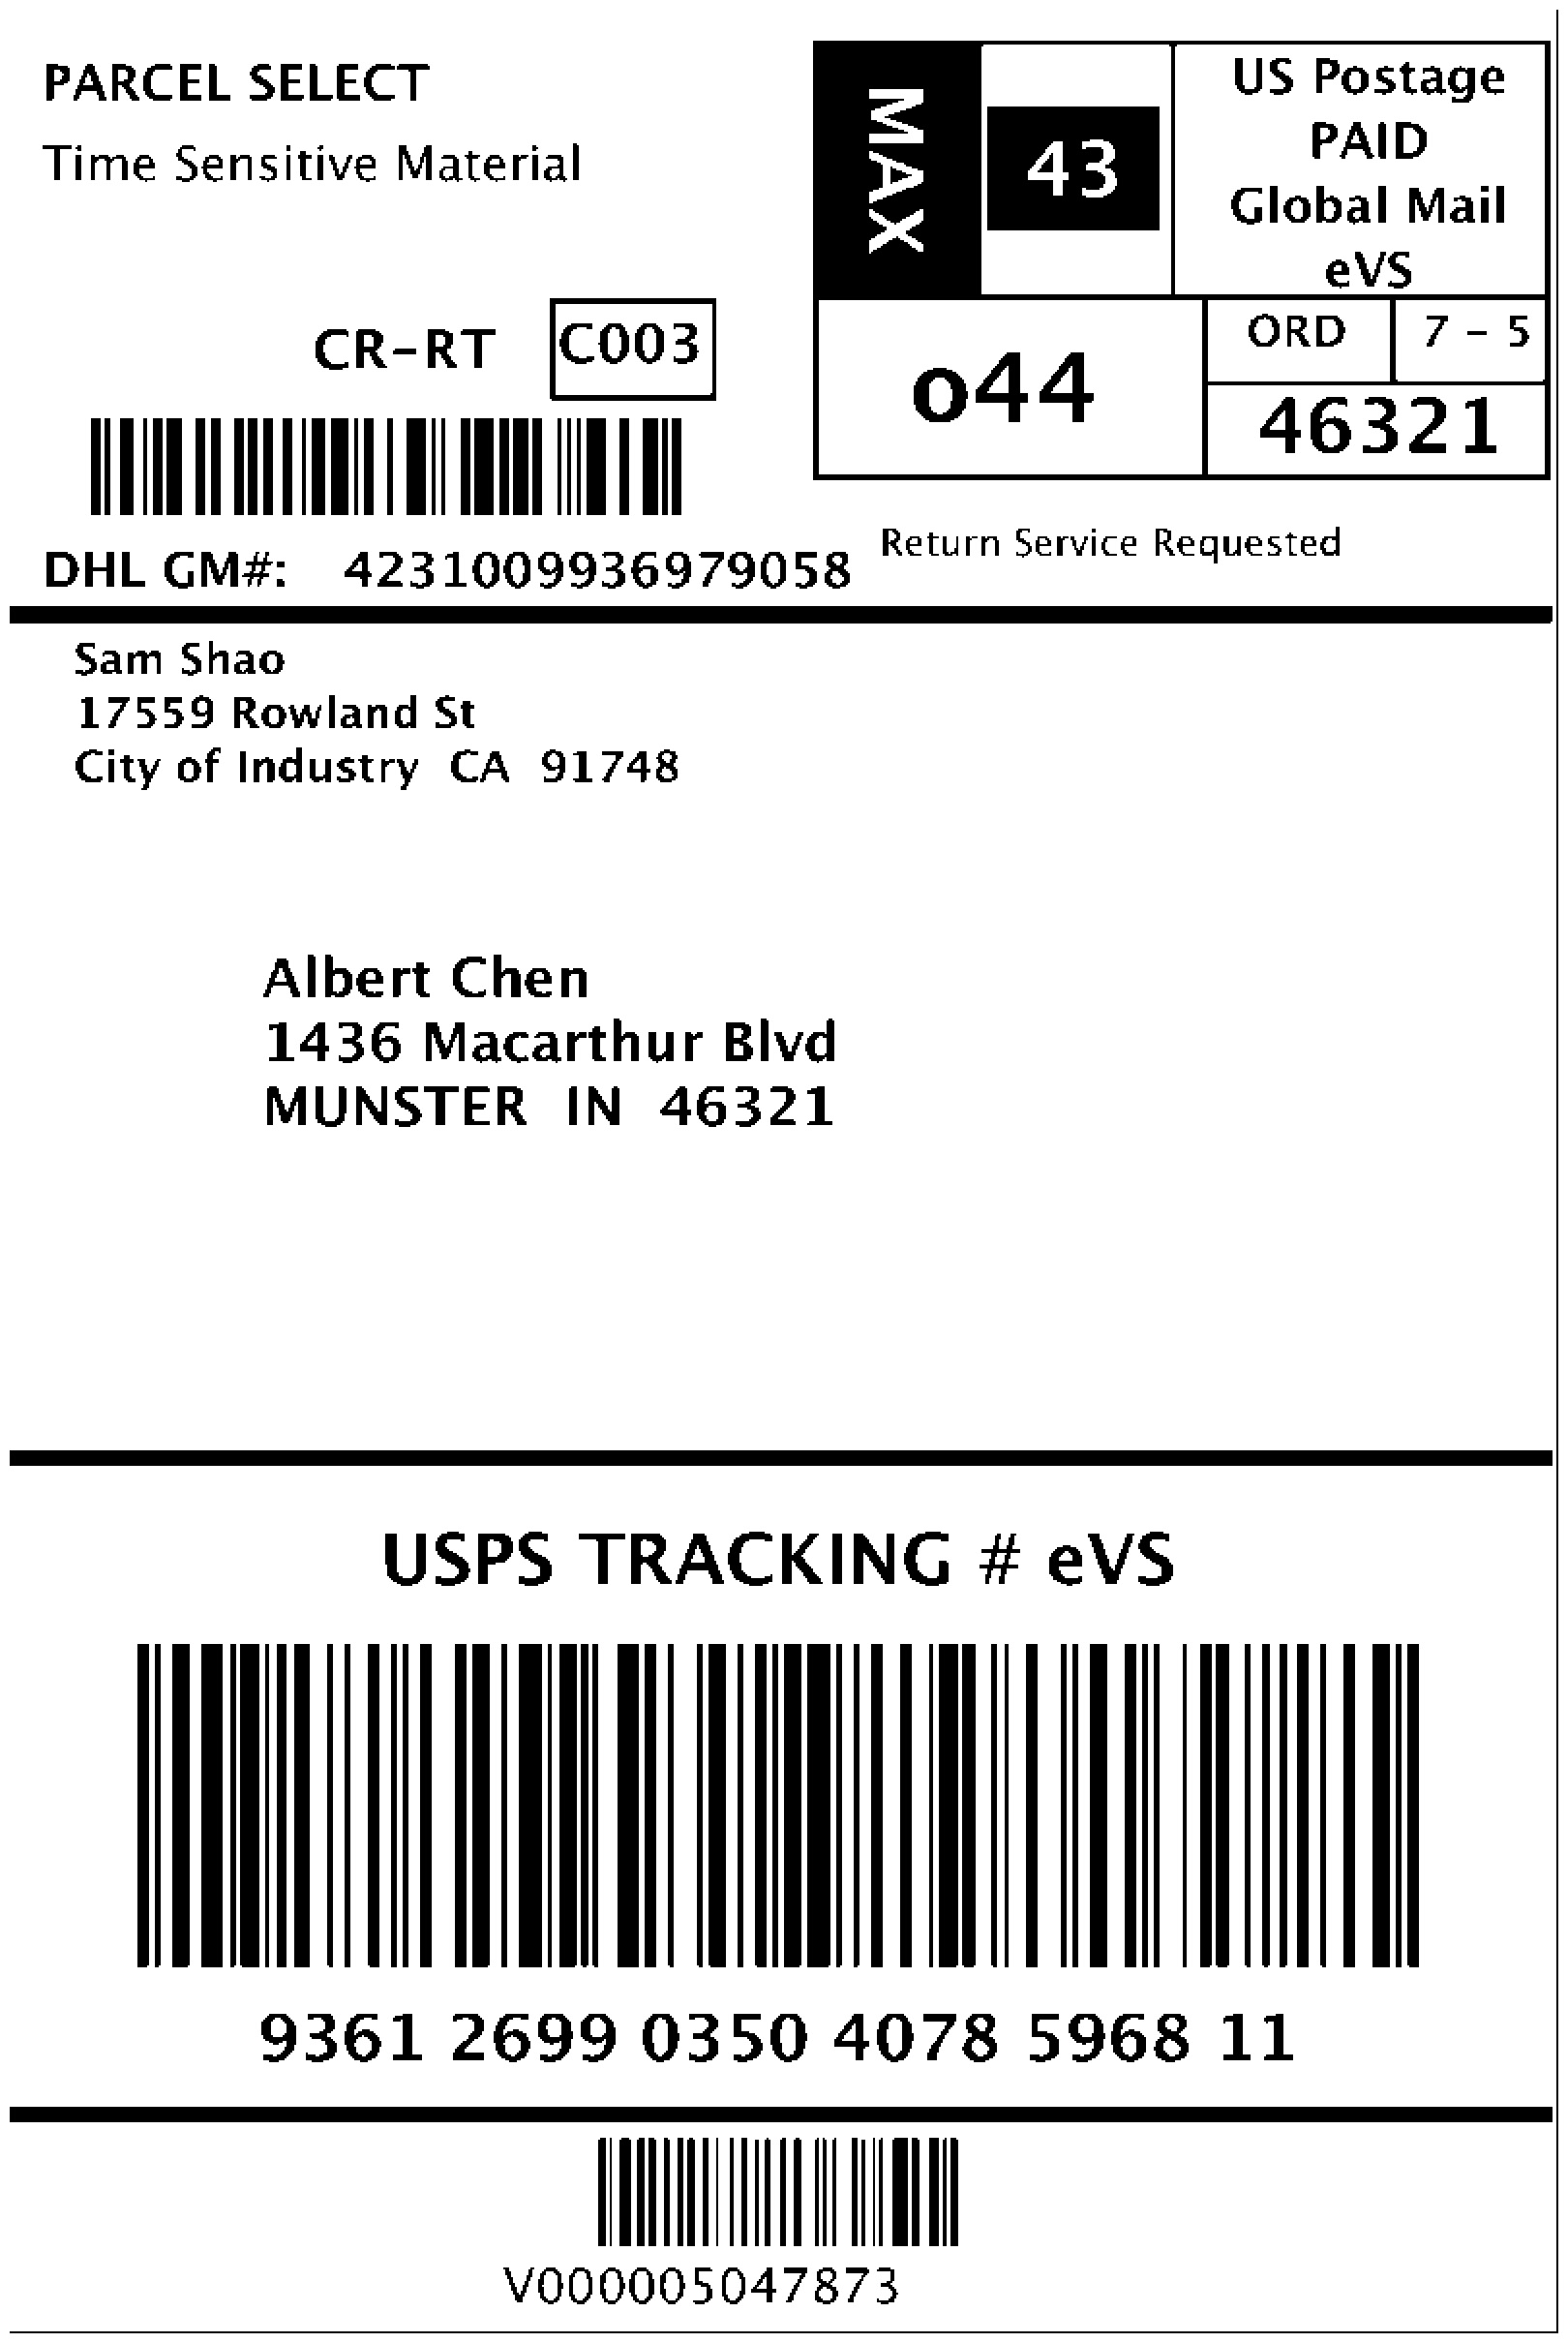 PARCEL SELECT
Time Sensitive Material
MAX
43
US Postage
PAID
Global Mail
eVS
CR-RT C003
o44
ORD 7 - 5
46321
DHL GM#: 4231009936979058
Return Service Requested
Sam Shao
17559 Rowland St
City of Industry CA 91748
Albert Chen
1436 Macarthur Blvd
MUNSTER IN 46321
USPS TRACKING # eVS
9361 2699 0350 4078 5968 11
V000005047873